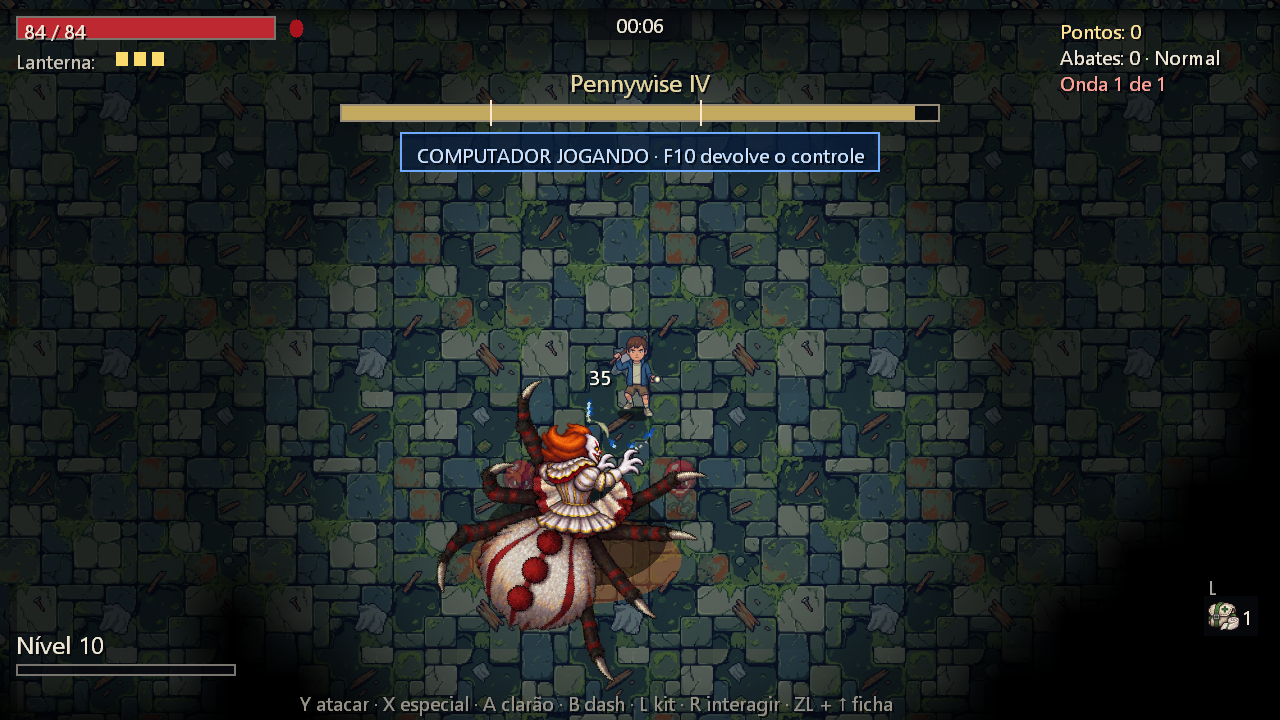 84 / 84
00:06
Pontos: 0
Lanterna:
Abates: 0 · Normal
Pennywise IV
Onda 1 de 1
COMPUTADOR JOGANDO · F10 devolve o controle
35
L
1
Nível 10
Y atacar · X especial · A clarão · B dash · L kit · R interagir · ZL + ↑ ficha